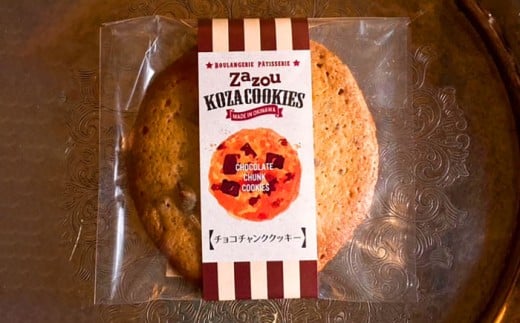 ★ BOULANGERIE PÂTISSERIE ★
Zazou
KOZA COOKIES
MADE IN OKINAWA
CHOCOLATE
CHUNK
COOKIES
【チョコチャンククッキー】